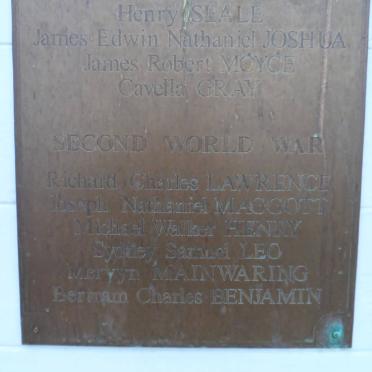 Henry SEALE
James Edwin Nathaniel JOSHUA
James Robert MOYCE
Cavella GRAY
SECOND WORLD WAR
Richard Charles LAWRENCE
Joseph Nathaniel MAGGOTT
Michael Walker HENRY
Sydney Samuel LEO
Mervyn MAINWARING
Bertram Charles BENJAMIN